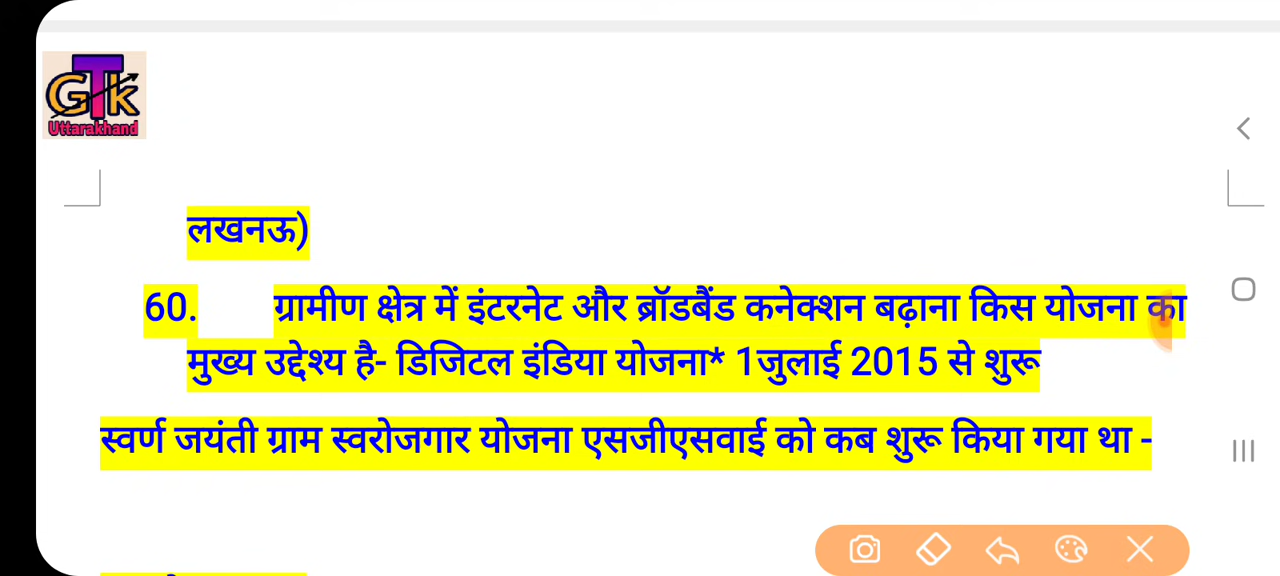 GTK
Uttarakhand
लखनऊ)
60. ग्रामीण क्षेत्र में इंटरनेट और ब्रॉडबैंड कनेक्शन बढ़ाना किस योजना का
मुख्य उद्देश्य है- डिजिटल इंडिया योजना* 1जुलाई 2015 से शुरू
स्वर्ण जयंती ग्राम स्वरोजगार योजना एसजीएसवाई को कब शुरू किया गया था -